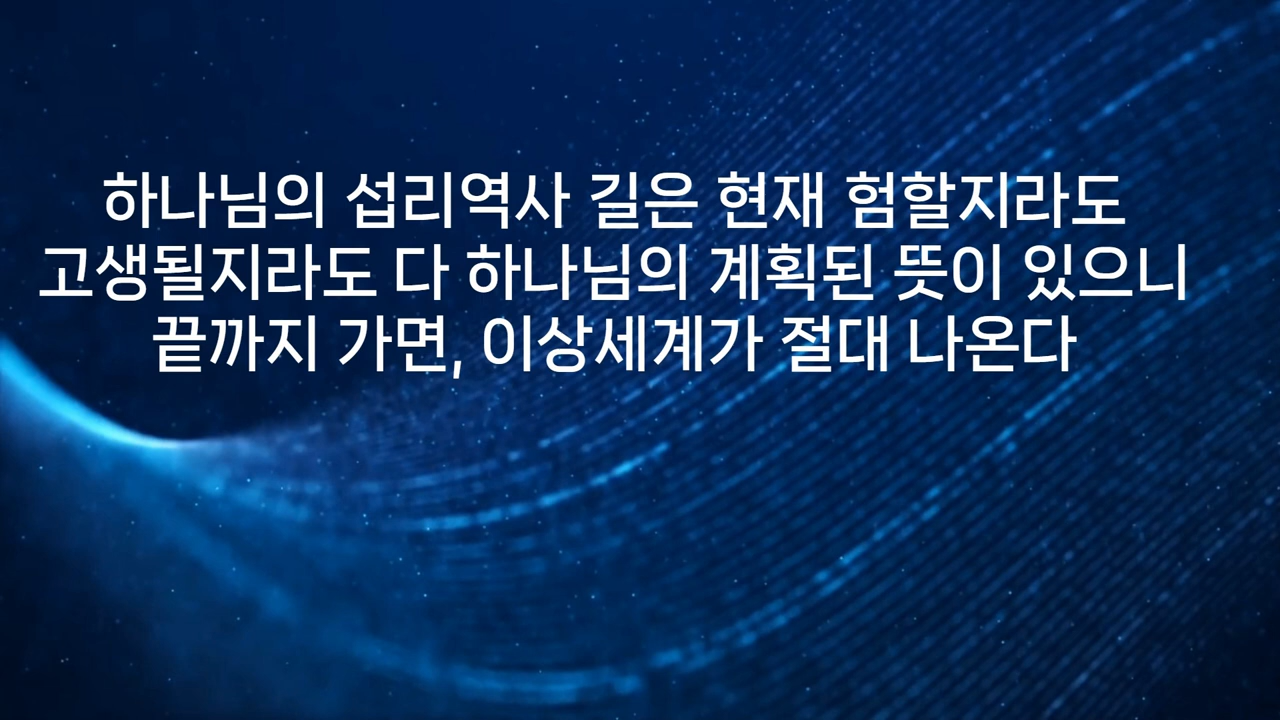 하나님의 섭리역사 길은 현재 험할지라도
고생될지라도 다 하나님의 계획된 뜻이 있으니
끝까지 가면, 이상세계가 절대 나온다